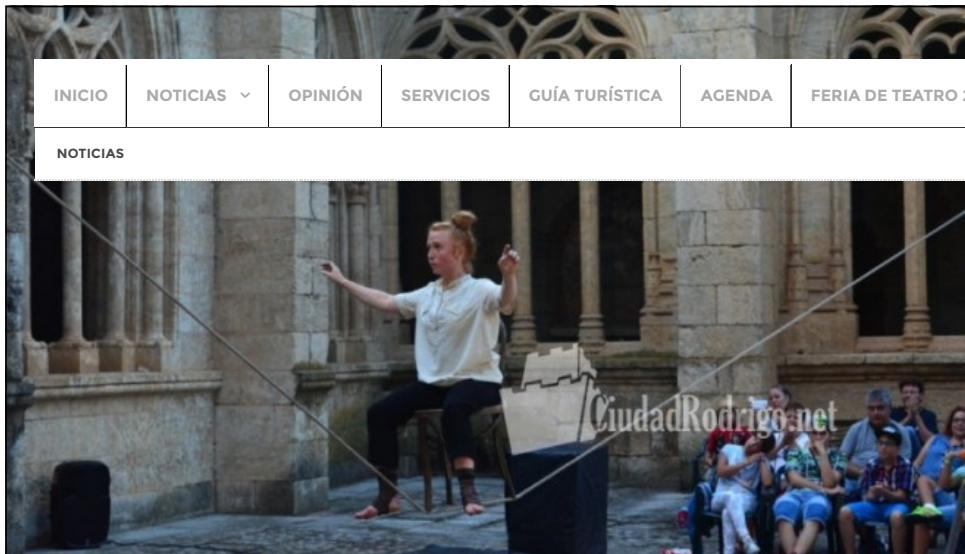 INICIO
NOTICIAS
OPINIÓN
SERVICIOS
GUÍA TURÍSTICA
AGENDA
FERIA DE TEATRO
NOTICIAS
CiudadRodrigo.net